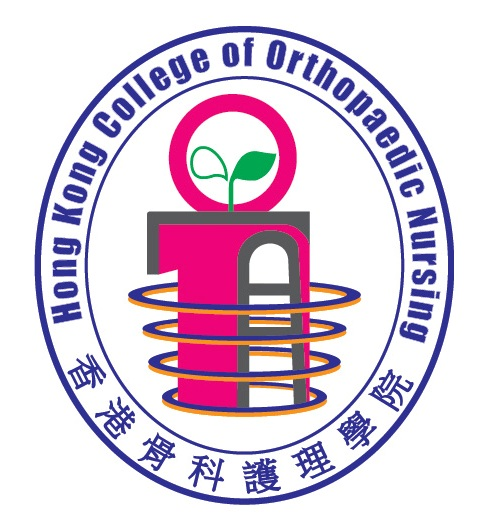 Hong Kong College of Orthopaedic Nursing
香港骨科護理學院